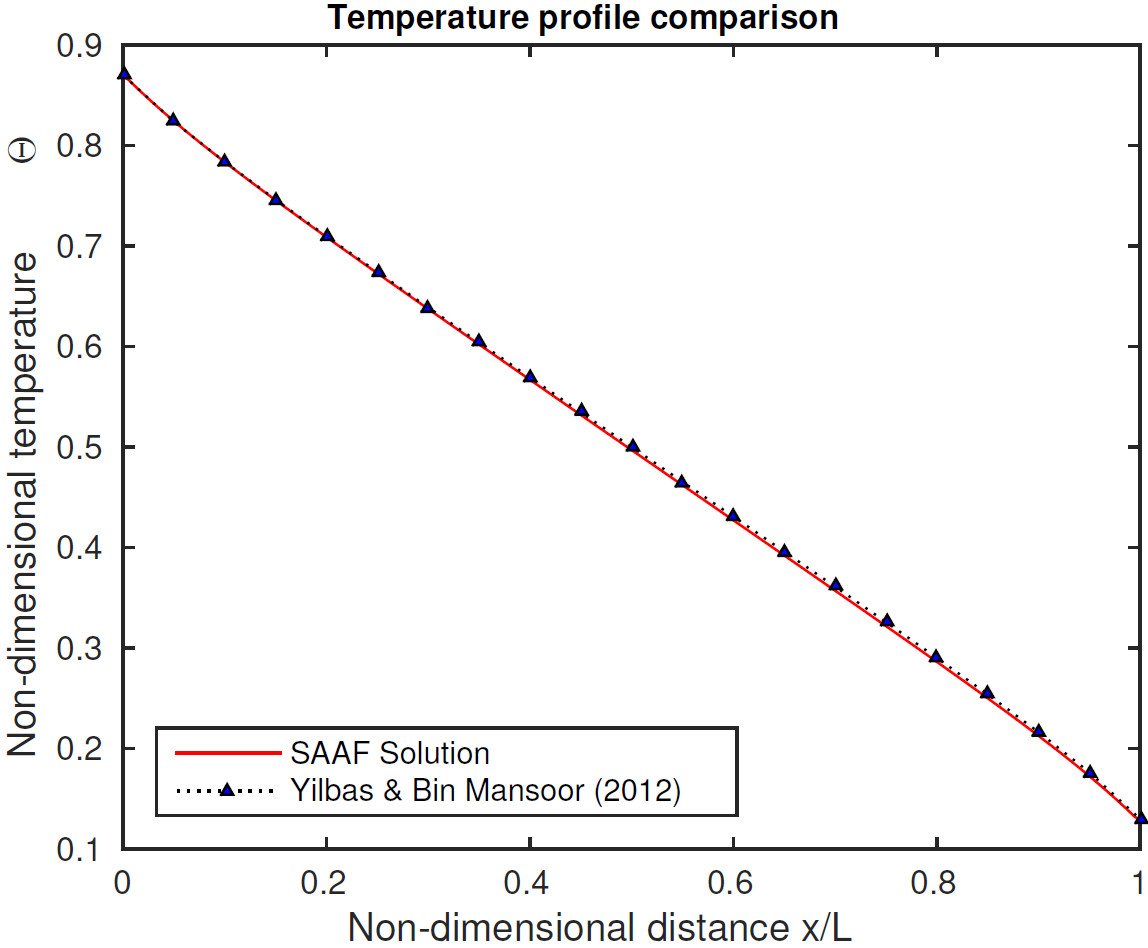 Temperature profile comparison
0.9
0.8
0.7
0.6
0.5
0.4
0.3
0.2
0.1
Non-dimensional temperature Θ
SAAF Solution
Yilbas & Bin Mansoor (2012)
0 0.2 0.4 0.6 0.8 1
Non-dimensional distance x/L